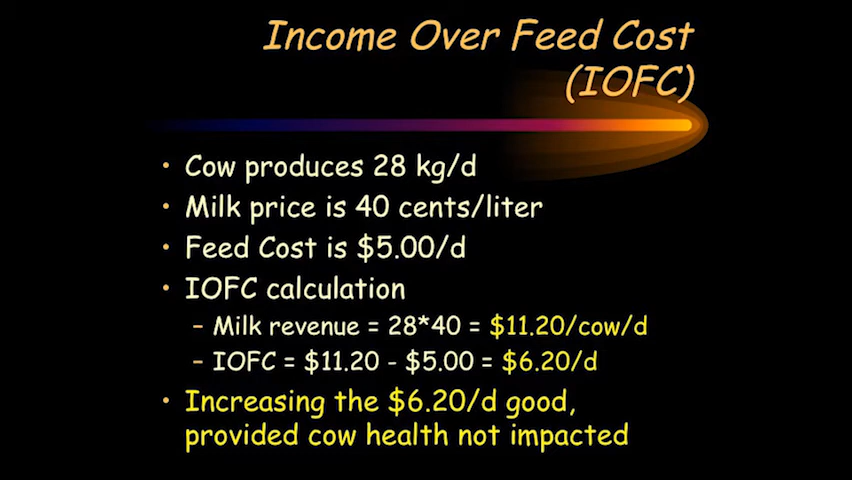 Income Over Feed Cost
(IOFC)
• Cow produces 28 kg/d
• Milk price is 40 cents/liter
• Feed Cost is $5.00/d
• IOFC calculation
– Milk revenue = 28*40 = $11.20/cow/d
– IOFC = $11.20 - $5.00 = $6.20/d
• Increasing the $6.20/d good,
provided cow health not impacted